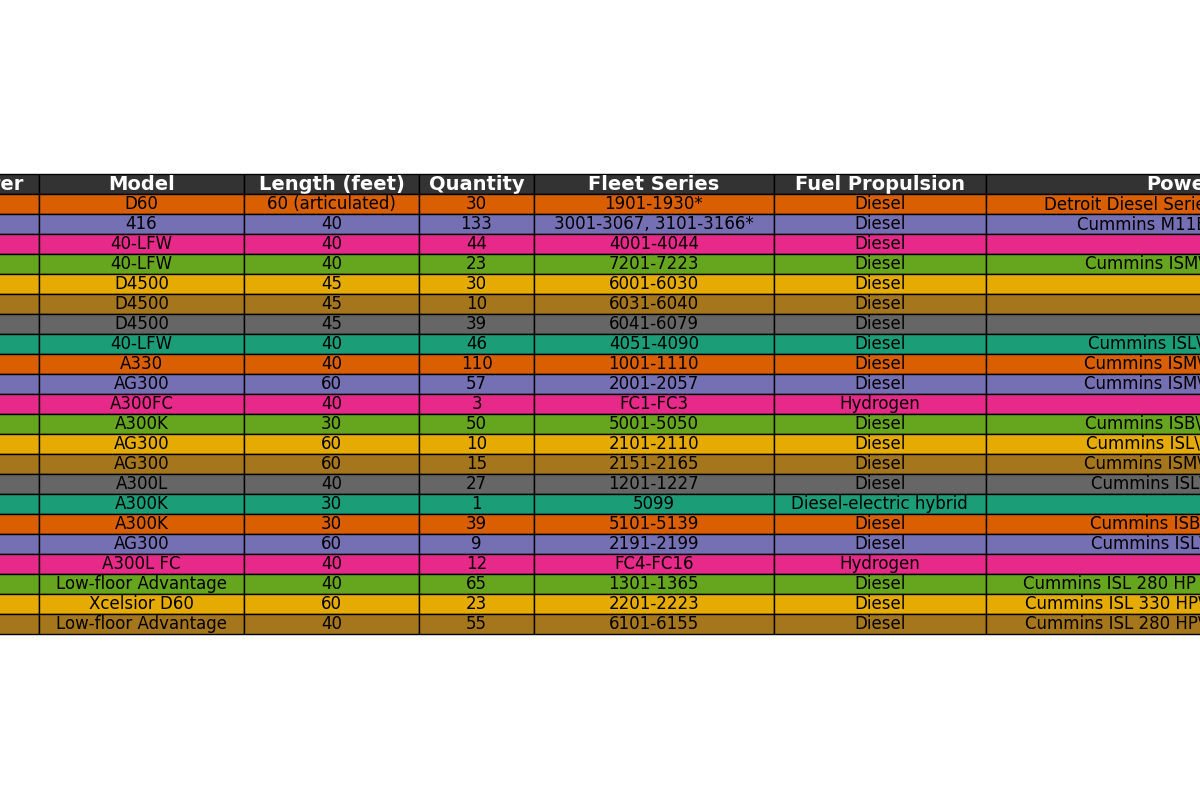 er Model Length (feet) Quantity Fleet Series Fuel Propulsion Powe
D60 60 (articulated) 30 1901-1930* Diesel Detroit Diesel Serie
416 40 133 3001-3067, 3101-3166* Diesel Cummins M11E
40-LFW 40 44 4001-4044 Diesel
40-LFW 40 23 7201-7223 Diesel Cummins ISM\
D4500 45 30 6001-6030 Diesel
D4500 45 10 6031-6040 Diesel
D4500 45 39 6041-6079 Diesel
40-LFW 40 46 4051-4090 Diesel Cummins ISL\
A330 40 110 1001-1110 Diesel Cummins ISM\
AG300 60 57 2001-2057 Diesel Cummins ISM\
A300FC 40 3 FC1-FC3 Hydrogen
A300K 30 50 5001-5050 Diesel Cummins ISB\
AG300 60 10 2101-2110 Diesel Cummins ISL\
AG300 60 15 2151-2165 Diesel Cummins ISM\
A300L 40 27 1201-1227 Diesel Cummins ISL
A300K 30 1 5099 Diesel-electric hybrid
A300K 30 39 5101-5139 Diesel Cummins ISB
AG300 60 9 2191-2199 Diesel Cummins ISL
A300L FC 40 12 FC4-FC16 Hydrogen
Low-floor Advantage 40 65 1301-1365 Diesel Cummins ISL 280 HP
Xcelsior D60 60 23 2201-2223 Diesel Cummins ISL 330 HP\
Low-floor Advantage 40 55 6101-6155 Diesel Cummins ISL 280 HP\